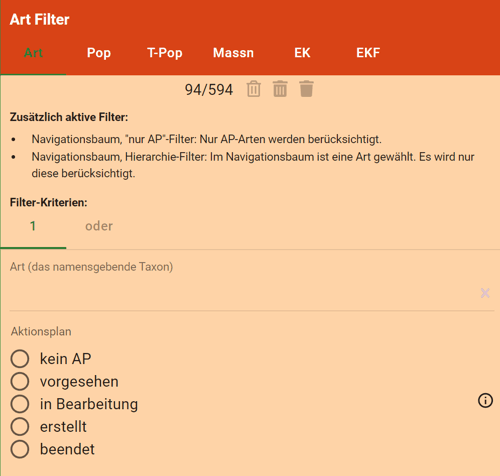 Art Filter
Art Pop T-Pop Massn EK EKF
94/594
Zusätzlich aktive Filter:
• Navigationsbaum, "nur AP"-Filter: Nur AP-Arten werden berücksichtigt.
• Navigationsbaum, Hierarchie-Filter: Im Navigationsbaum ist eine Art gewählt. Es wird nur
diese berücksichtigt.
Filter-Kriterien:
1 oder
Art (das namensgebende Taxon)
Aktionsplan
kein AP
vorgesehen
in Bearbeitung
erstellt
beendet